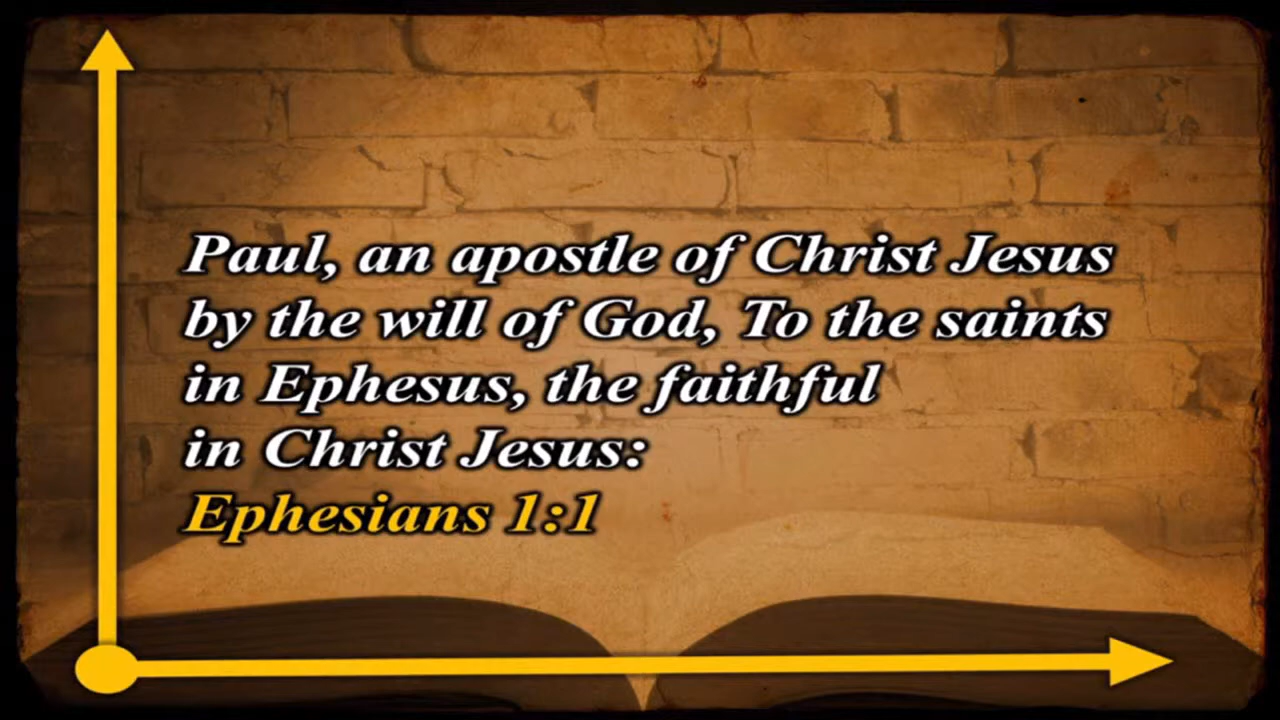 Paul, an apostle of Christ Jesus
by the will of God, To the saints
in Ephesus, the faithful
in Christ Jesus:
Ephesians 1:1